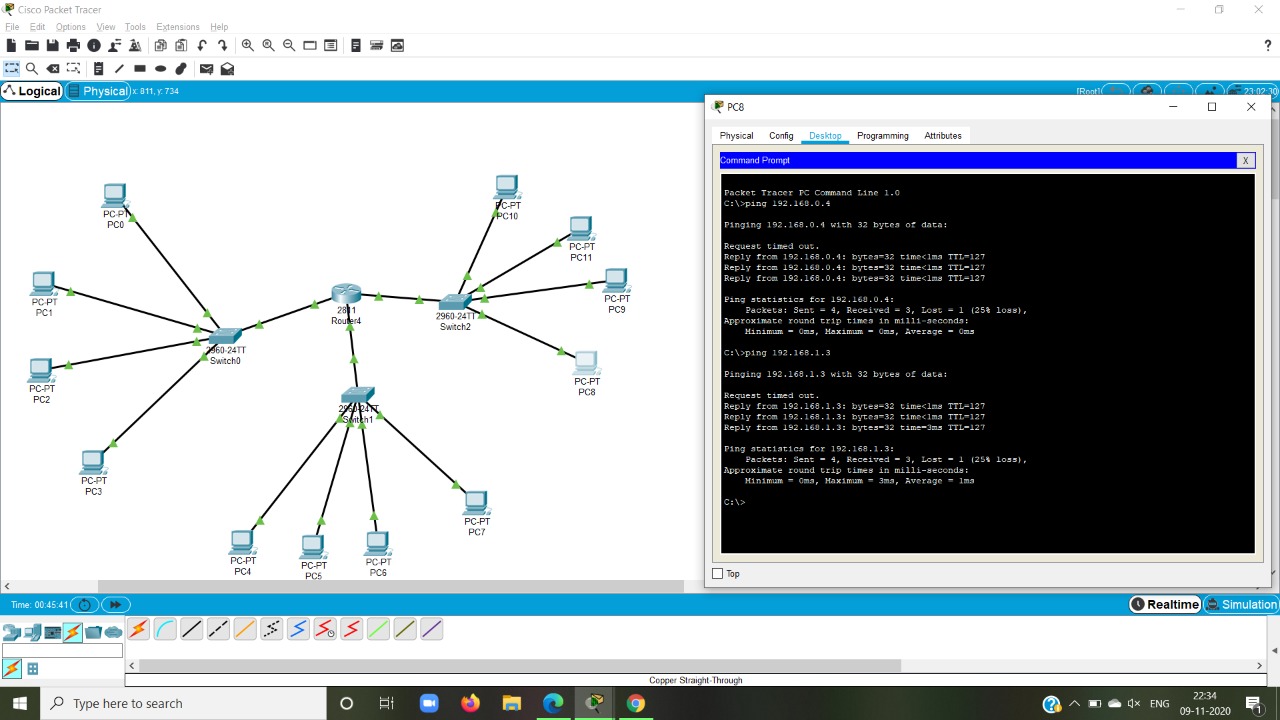 Cisco Packet Tracer
File Edit Options View Tools Extensions Help
?
Logical Physical x: 811, y: 734
[Root] 23:02:30
PC-PT
PC0
PC-PT
PC1
PC-PT
PC2
PC-PT
PC3
2960-24TT
Switch0
2811
Router4
2960-24TT
Switch1
2960-24TT
Switch2
PC-PT
PC10
PC-PT
PC11
PC-PT
PC9
PC-PT
PC8
PC-PT
PC7
PC-PT
PC4
PC-PT
PC5
PC-PT
PC6
PC8
Physical Config Desktop Programming Attributes
Command Prompt
X
Packet Tracer PC Command Line 1.0
C:\>ping 192.168.0.4
Pinging 192.168.0.4 with 32 bytes of data:
Request timed out.
Reply from 192.168.0.4: bytes=32 time<1ms TTL=127
Reply from 192.168.0.4: bytes=32 time<1ms TTL=127
Reply from 192.168.0.4: bytes=32 time<1ms TTL=127
Ping statistics for 192.168.0.4:
Packets: Sent = 4, Received = 3, Lost = 1 (25% loss),
Approximate round trip times in milli-seconds:
Minimum = 0ms, Maximum = 0ms, Average = 0ms
C:\>ping 192.168.1.3
Pinging 192.168.1.3 with 32 bytes of data:
Request timed out.
Reply from 192.168.1.3: bytes=32 time<1ms TTL=127
Reply from 192.168.1.3: bytes=32 time<1ms TTL=127
Reply from 192.168.1.3: bytes=32 time=3ms TTL=127
Ping statistics for 192.168.1.3:
Packets: Sent = 4, Received = 3, Lost = 1 (25% loss),
Approximate round trip times in milli-seconds:
Minimum = 0ms, Maximum = 3ms, Average = 1ms
C:\>
Top
Time: 00:45:41
Realtime Simulation
Copper Straight-Through
Type here to search
ENG
22:34
09-11-2020
1